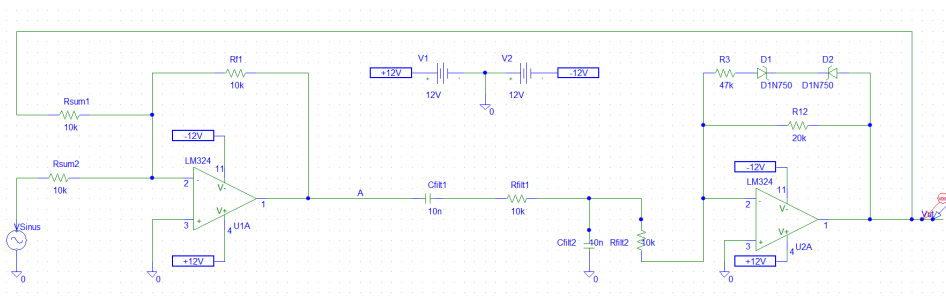 Rf1
10k
Rsum1
10k
Rsum2
10k
VSinus
0
-12V
LM324
11
2
-
V-
1
3
+
V+
4
U1A
+12V
0
V1
+12V
+
-
12V
V2
-12V
+
-
12V
0
A
Cfilt1
10n
Rfilt1
10k
Cfilt2
10n
Rfilt2
10k
0
R3
47k
D1
D1N750
D2
D1N750
R12
20k
-12V
LM324
11
2
-
V-
1
3
+
V+
4
U2A
+12V
0